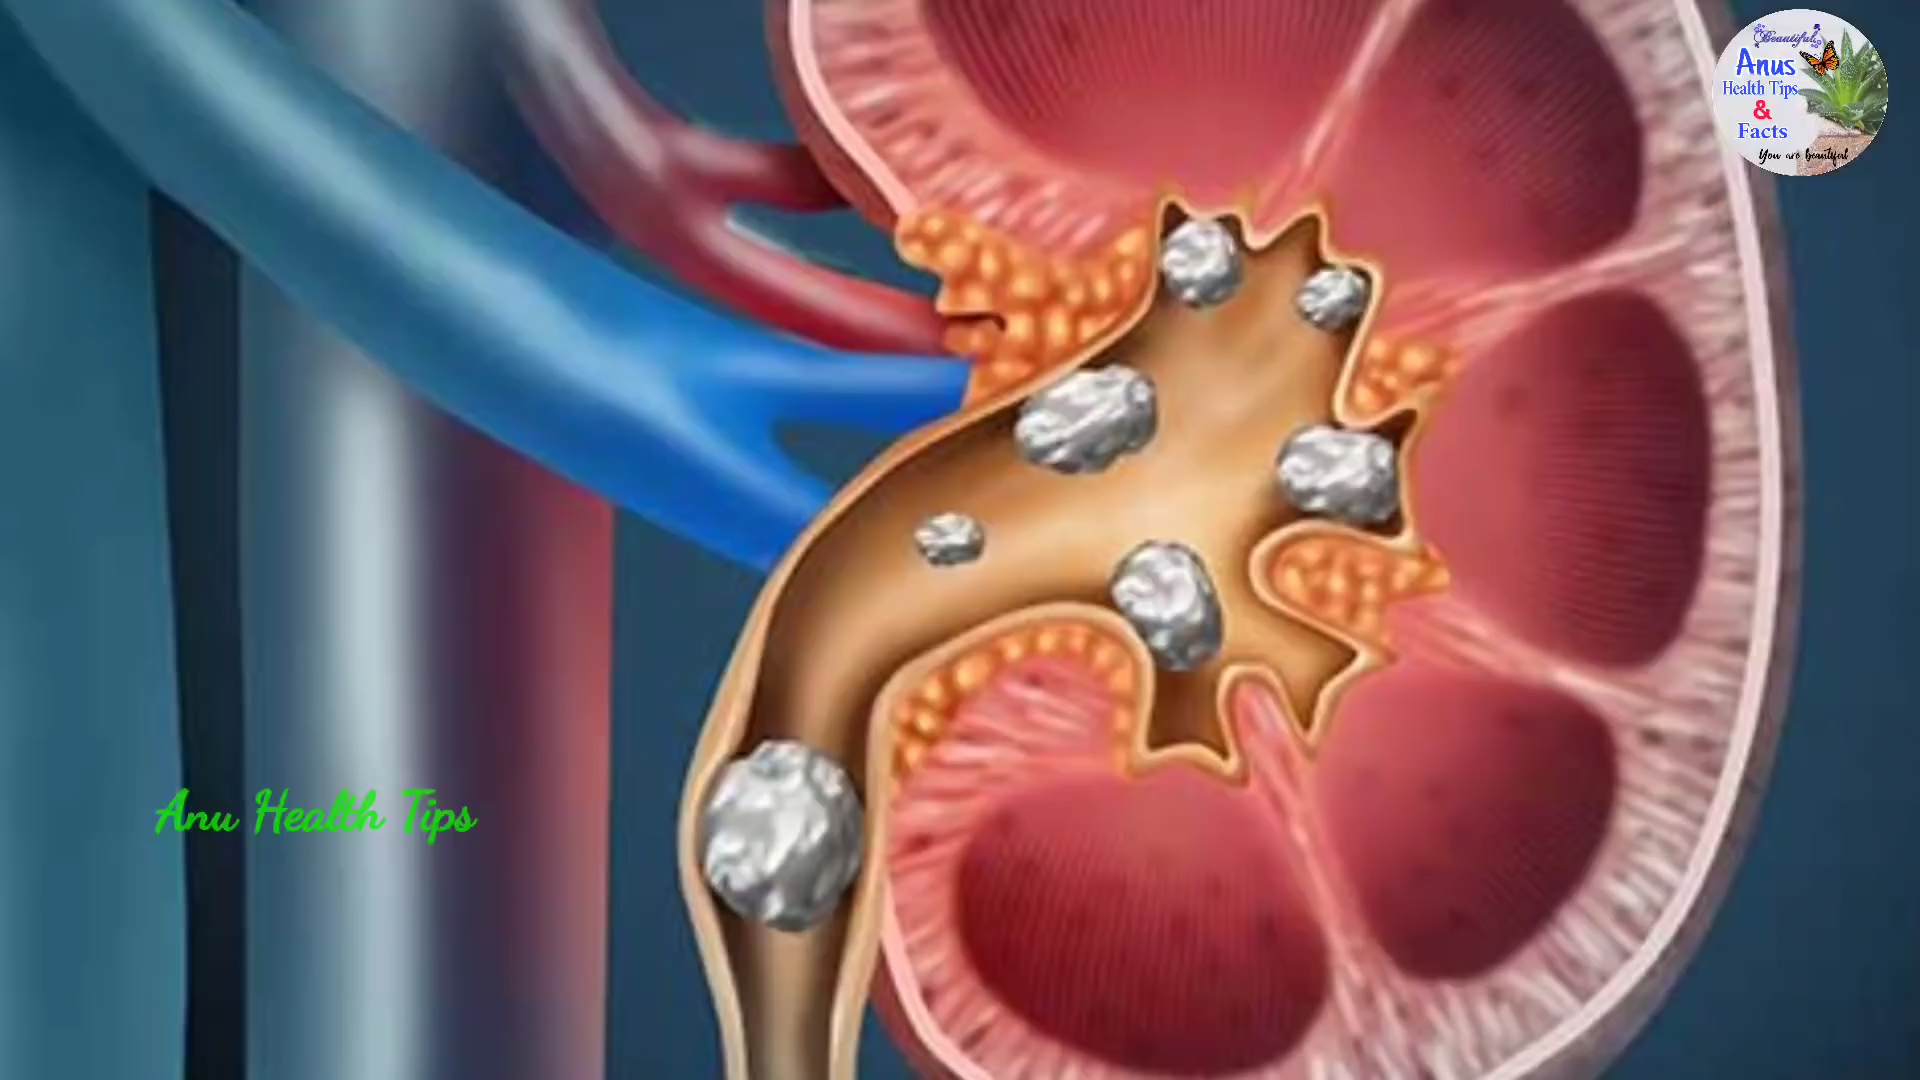 Beautiful
Anus
Health Tips
&
Facts
You are beautiful
Anu Health Tips